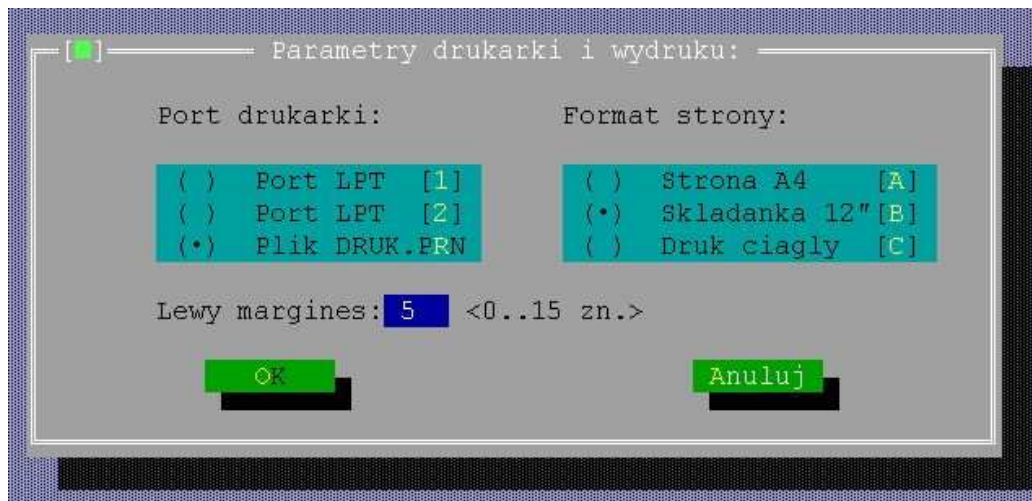 [■] Parametry drukarki i wydruku:
Port drukarki: Format strony:
( ) Port LPT [1] ( ) Strona A4 [A]
( ) Port LPT [2] (•) Skladanka 12"[B]
(•) Plik DRUK.PRN ( ) Druk ciagly [C]
Lewy margines: 5 <0..15 zn.>
OK Anuluj